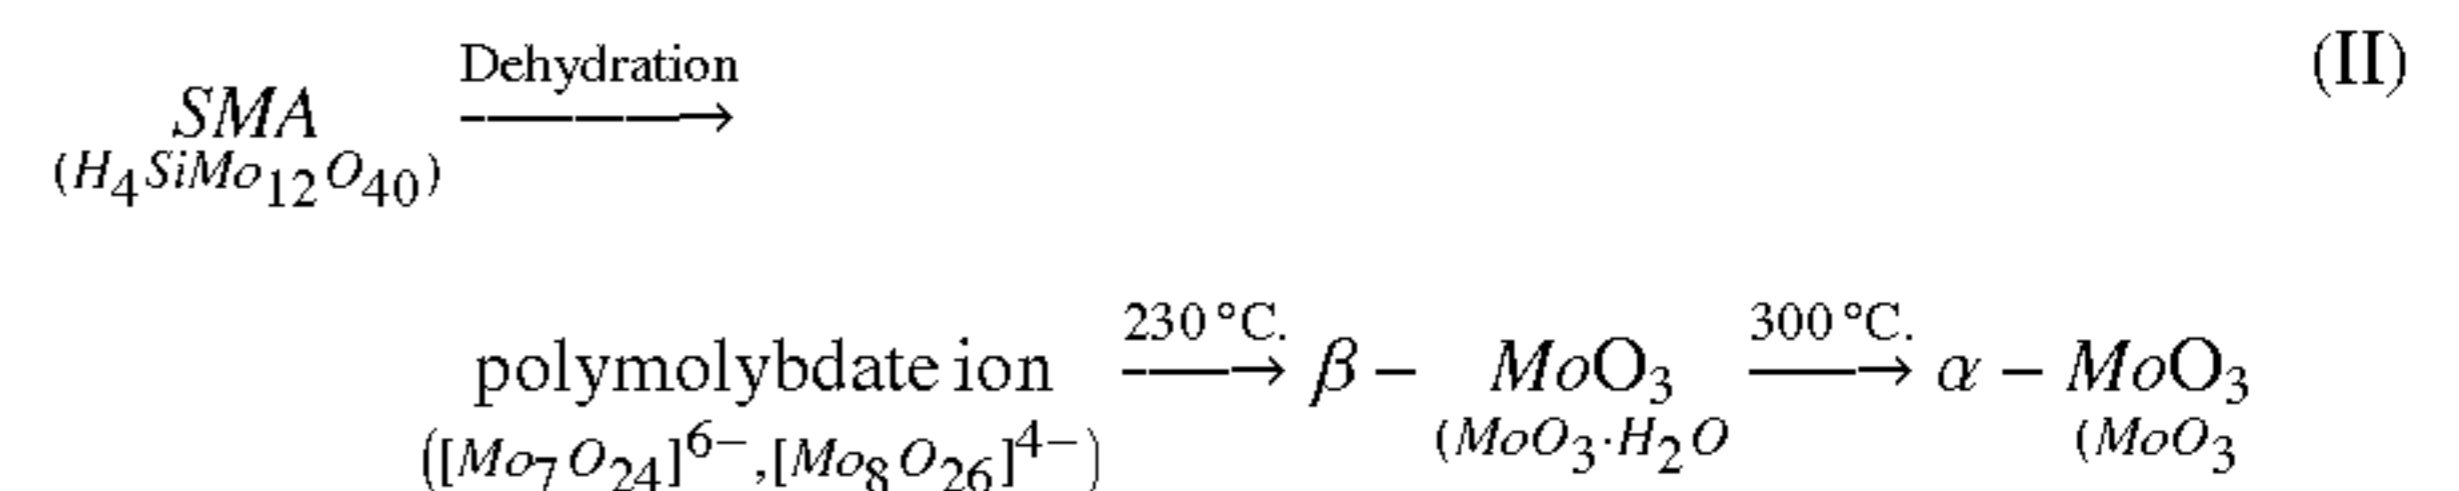 Dehydration (II)
SMA ———→
(H₄SiMo₁₂O₄₀)
230 °C. 300 °C.
polymolybdate ion ———→ β – MoO₃ ———→ α – MoO₃
([Mo₇O₂₄]⁶⁻,[Mo₈O₂₆]⁴⁻) (MoO₃·H₂O (MoO₃